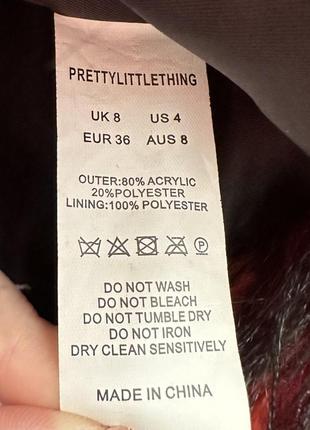 PRETTYLITTLETHING
UK 8 US 4
EUR 36 AUS 8
OUTER:80% ACRYLIC
20%POLYESTER
LINING:100% POLYESTER
P
DO NOT WASH
DO NOT BLEACH
DO NOT TUMBLE DRY
DO NOT IRON
DRY CLEAN SENSITIVELY
MADE IN CHINA